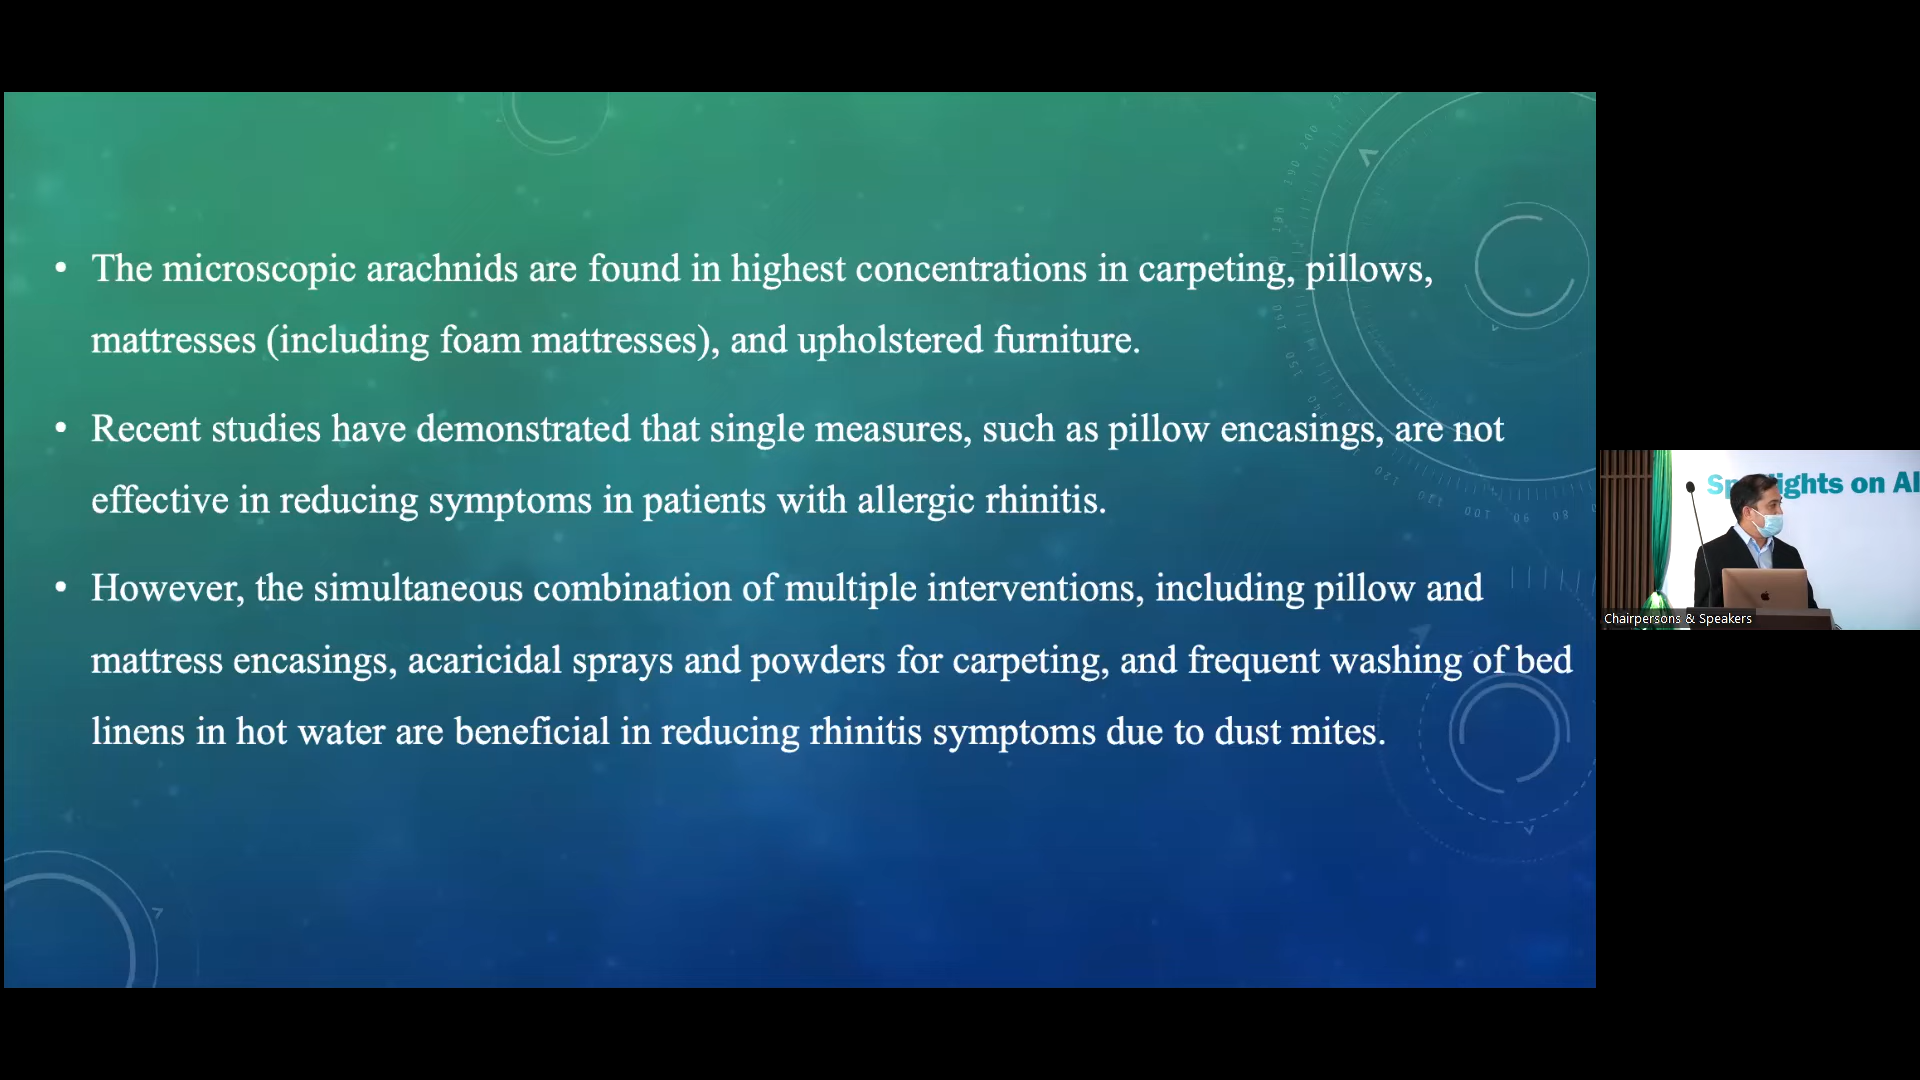 • The microscopic arachnids are found in highest concentrations in carpeting, pillows,
mattresses (including foam mattresses), and upholstered furniture.
• Recent studies have demonstrated that single measures, such as pillow encasings, are not
effective in reducing symptoms in patients with allergic rhinitis.
• However, the simultaneous combination of multiple interventions, including pillow and
mattress encasings, acaricidal sprays and powders for carpeting, and frequent washing of bed
linens in hot water are beneficial in reducing rhinitis symptoms due to dust mites.
on Al
Chairpersons & Speakers